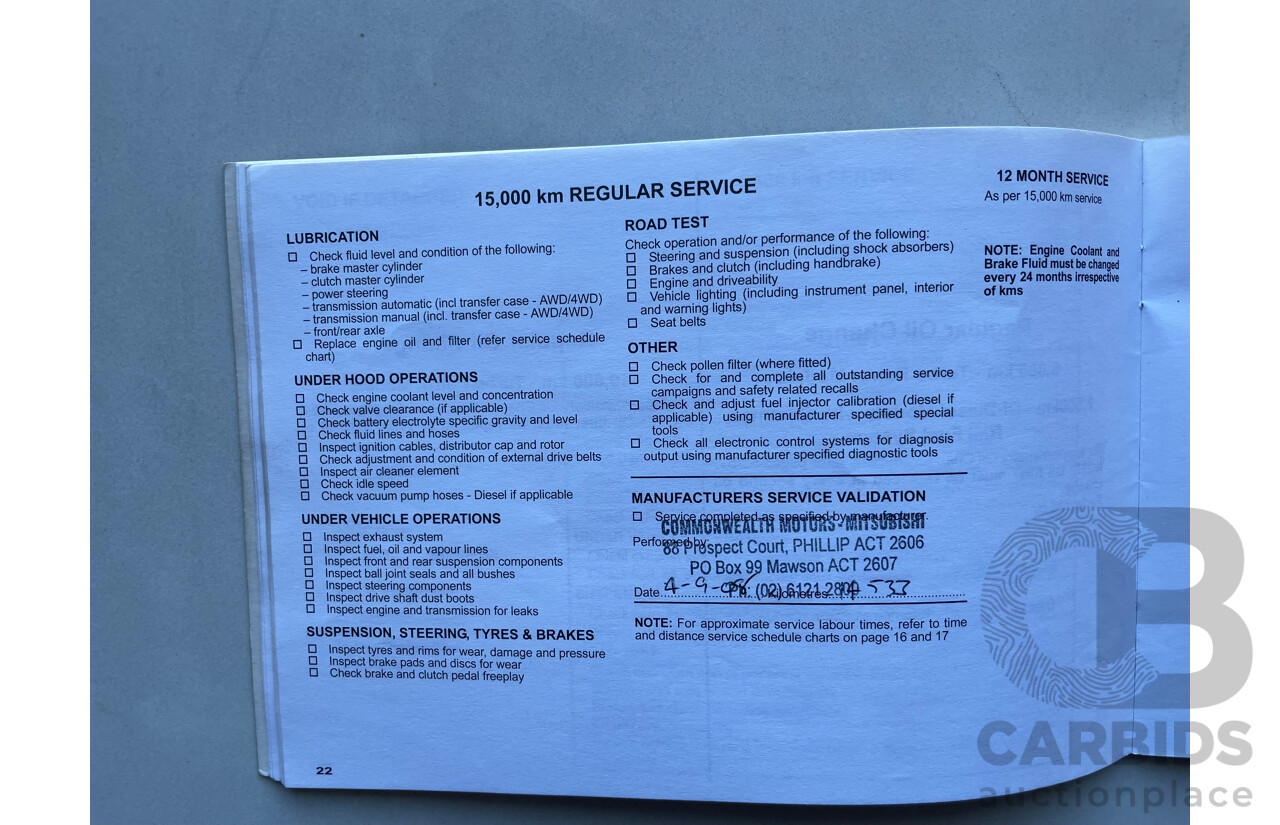 15,000 km REGULAR SERVICE
LUBRICATION
Check fluid level and condition of the following:
– brake master cylinder
– clutch master cylinder
– power steering
– transmission automatic (incl transfer case - AWD/4WD)
– transmission manual (incl. transfer case - AWD/4WD)
– front/rear axle
Replace engine oil and filter (refer service schedule
chart)
UNDER HOOD OPERATIONS
Check engine coolant level and concentration
Check valve clearance (if applicable)
Check battery electrolyte specific gravity and level
Check fluid lines and hoses
Inspect ignition cables, distributor cap and rotor
Check adjustment and condition of external drive belts
Inspect air cleaner element
Check idle speed
Check vacuum pump hoses - Diesel if applicable
UNDER VEHICLE OPERATIONS
Inspect exhaust system
Inspect fuel, oil and vapour lines
Inspect front and rear suspension components
Inspect ball joint seals and all bushes
Inspect steering components
Inspect drive shaft dust boots
Inspect engine and transmission for leaks
SUSPENSION, STEERING, TYRES & BRAKES
Inspect tyres and rims for wear, damage and pressure
Inspect brake pads and discs for wear
Check brake and clutch pedal freeplay
22
ROAD TEST
Check operation and/or performance of the following:
Steering and suspension (including shock absorbers)
Brakes and clutch (including handbrake)
Engine and driveability
Vehicle lighting (including instrument panel, interior
and warning lights)
Seat belts
OTHER
Check pollen filter (where fitted)
Check for and complete all outstanding service
campaigns and safety related recalls
Check and adjust fuel injector calibration (diesel if
applicable) using manufacturer specified special
tools
Check all electronic control systems for diagnosis
output using manufacturer specified diagnostic tools
MANUFACTURERS SERVICE VALIDATION
Service completed as specified by manufacturer.
COMMONWEALTH MOTORS - MITSUBISHI
Performed by:
88 Prospect Court, PHILLIP ACT 2606
PO Box 99 Mawson ACT 2607
Date 4-9-08 Ph: (02) 6121 2800 Kilometres 14 533
NOTE: For approximate service labour times, refer to time
and distance service schedule charts on page 16 and 17
12 MONTH SERVICE
As per 15,000 km service
NOTE: Engine Coolant and
Brake Fluid must be changed
every 24 months irrespective
of kms
CARBIDS
auctionplace